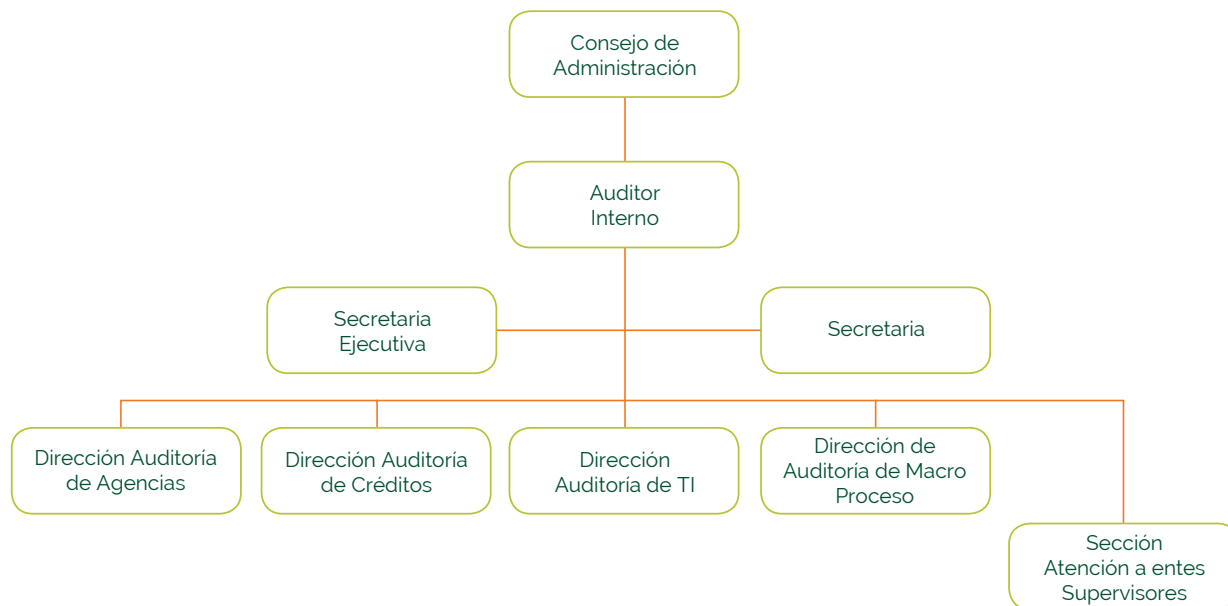 Consejo de
Administración
Auditor
Interno
Secretaria
Ejecutiva
Secretaria
Dirección Auditoría
de Agencias
Dirección Auditoría
de Créditos
Dirección
Auditoría de TI
Dirección de
Auditoría de Macro
Proceso
Sección
Atención a entes
Supervisores